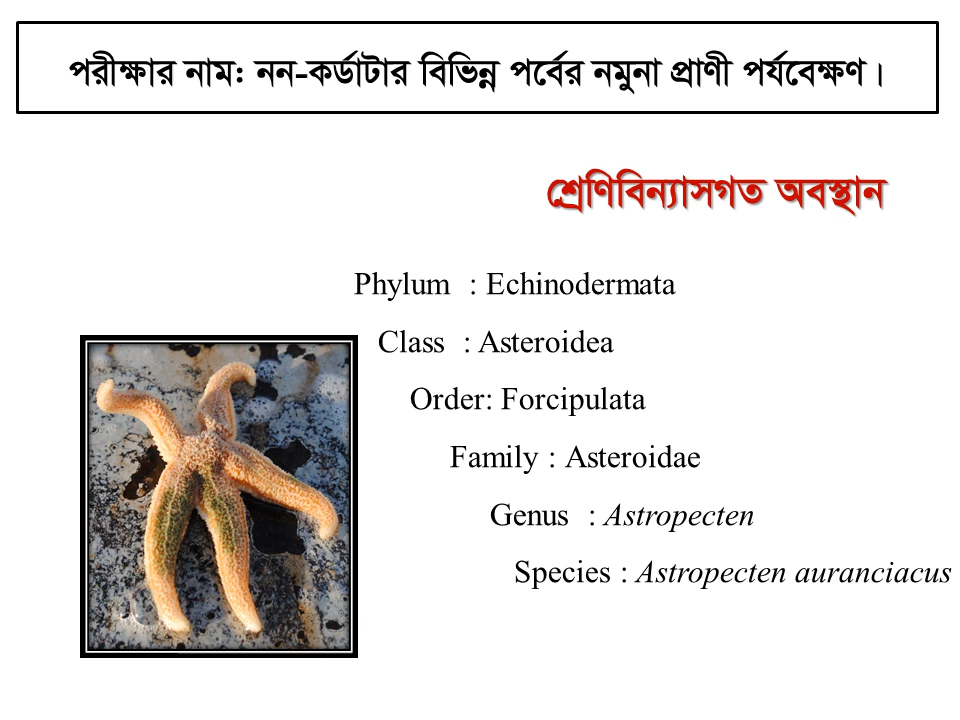 পরীক্ষার নাম: নন-কর্ডাটার বিভিন্ন পর্বের নমুনা প্রাণী পর্যবেক্ষণ।
শ্রেণিবিন্যাসগত অবস্থান
Phylum : Echinodermata
Class : Asteroidea
Order: Forcipulata
Family : Asteroidae
Genus : Astropecten
Species : Astropecten auranciacus